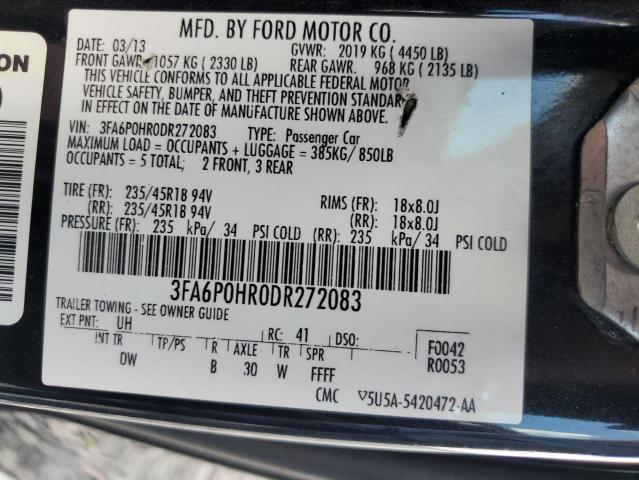 ON
MFD. BY FORD MOTOR CO.
DATE: 03/13 GVWR: 2019 KG (4450 LB)
FRONT GAWR: 1057 KG (2330 LB) REAR GAWR: 968 KG (2135 LB)
THIS VEHICLE CONFORMS TO ALL APPLICABLE FEDERAL MOTOR
VEHICLE SAFETY, BUMPER, AND THEFT PREVENTION STANDAR
IN EFFECT ON THE DATE OF MANUFACTURE SHOWN ABOVE.
VIN: 3FA6P0HR0DR272083 TYPE: Passenger Car
MAXIMUM LOAD = OCCUPANTS + LUGGAGE = 385KG/850LB
OCCUPANTS = 5 TOTAL; 2 FRONT, 3 REAR
TIRE (FR): 235/45R18 94V RIMS (FR): 18x8.0J
(RR): 235/45R18 94V (RR): 18x8.0J
PRESSURE (FR): 235 kPa/ 34 PSI COLD (RR): 235 kPa/ 34 PSI COLD
3FA6P0HR0DR272083
TRAILER TOWING - SEE OWNER GUIDE
EXT PNT: UH RC: 41 DSO: F0042
INT TR TP/PS R AXLE TR SPR R0053
DW B 30 W FFFF
CMC V5U5A-5420472-AA